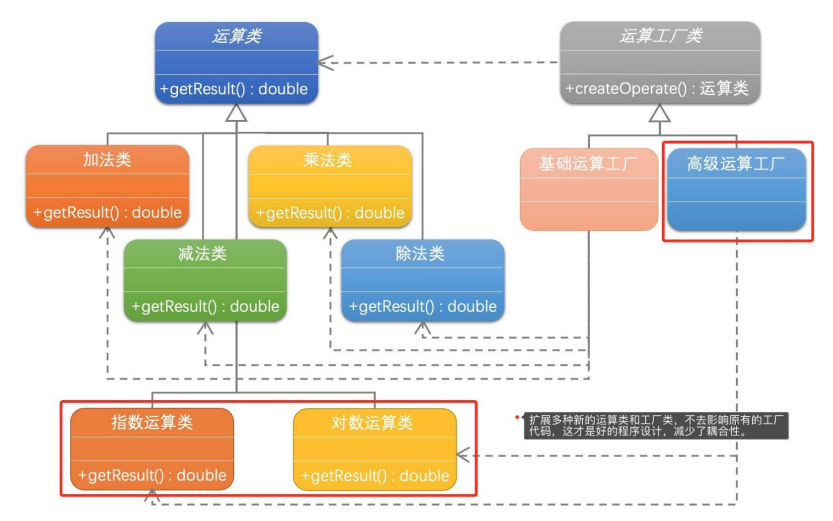 运算类
+getResult() : double
运算工厂类
+createOperate() : 运算类
加法类
+getResult() : double
乘法类
+getResult() : double
基础运算工厂
高级运算工厂
减法类
+getResult() : double
除法类
+getResult() : double
指数运算类
+getResult() : double
对数运算类
+getResult() : double
扩展多种新的运算类和工厂类，不去影响原有的工厂
代码，这才是好的程序设计，减少了耦合性。